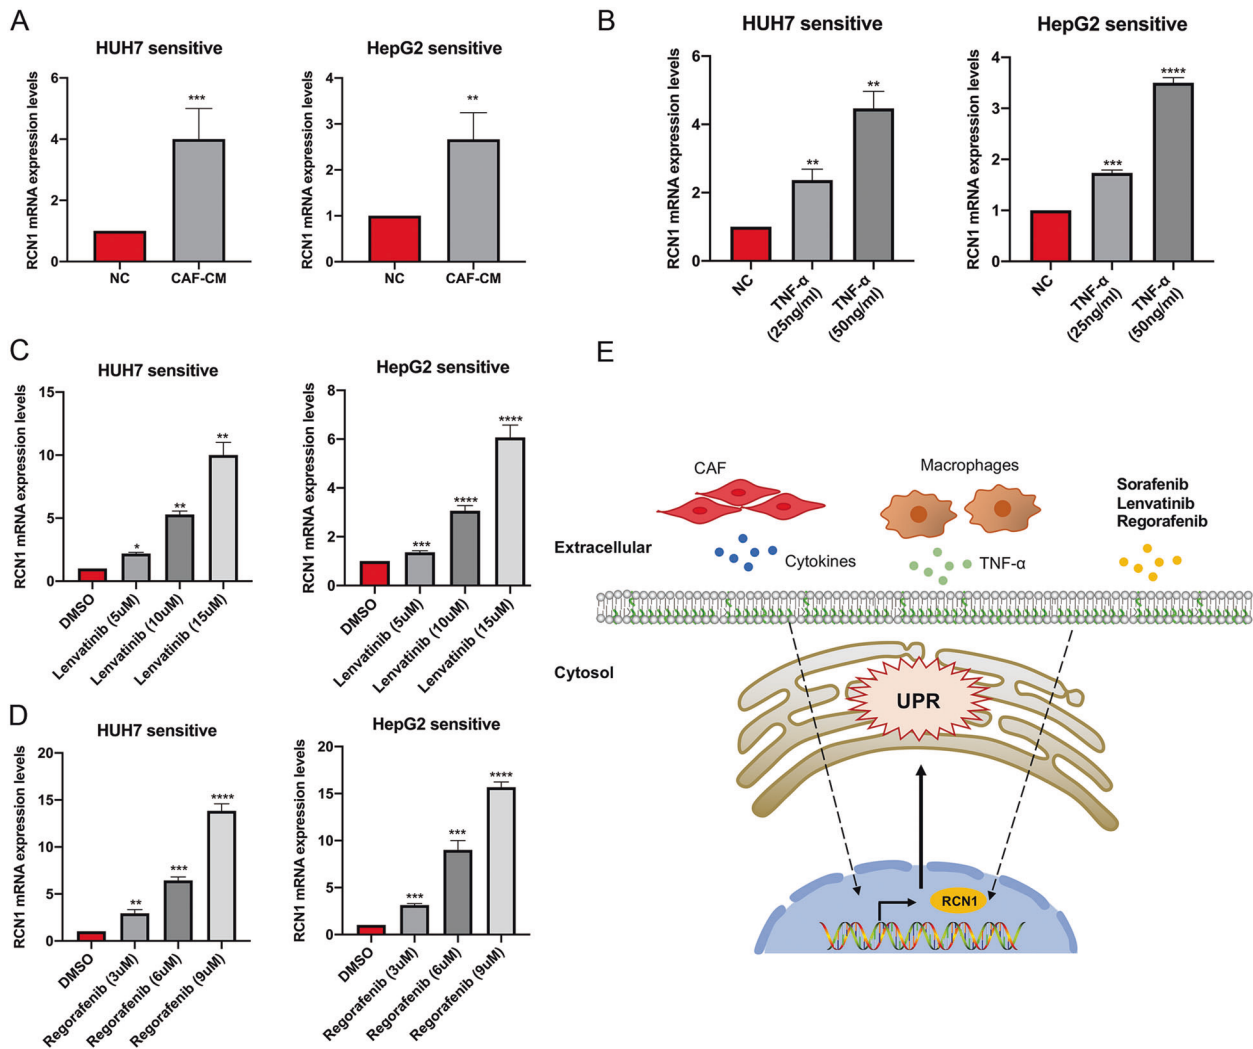 A
HUH7 sensitive
RCN1 mRNA expression levels
6
4
2
0
***
NC
CAF-CM
HepG2 sensitive
RCN1 mRNA expression levels
4
3
2
1
0
**
NC
CAF-CM
B
HUH7 sensitive
RCN1 mRNA expression levels
6
4
2
0
**
**
NC
TNF-α
(25ng/ml)
TNF-α
(50ng/ml)
HepG2 sensitive
RCN1 mRNA expression levels
4
3
2
1
0
***
****
NC
TNF-α
(25ng/ml)
TNF-α
(50ng/ml)
C
HUH7 sensitive
RCN1 mRNA expression levels
15
10
5
0
*
**
**
DMSO
Lenvatinib (5uM)
Lenvatinib (10uM)
Lenvatinib (15uM)
HepG2 sensitive
RCN1 mRNA expression levels
8
6
4
2
0
***
****
****
DMSO
Lenvatinib (5uM)
Lenvatinib (10uM)
Lenvatinib (15uM)
D
HUH7 sensitive
RCN1 mRNA expression levels
20
15
10
5
0
**
***
****
DMSO
Regorafenib (3uM)
Regorafenib (6uM)
Regorafenib (9uM)
HepG2 sensitive
RCN1 mRNA expression levels
20
15
10
5
0
***
***
****
DMSO
Regorafenib (3uM)
Regorafenib (6uM)
Regorafenib (9uM)
E
CAF
Macrophages
Sorafenib
Lenvatinib
Regorafenib
Extracellular
Cytokines
TNF-α
Cytosol
UPR
RCN1